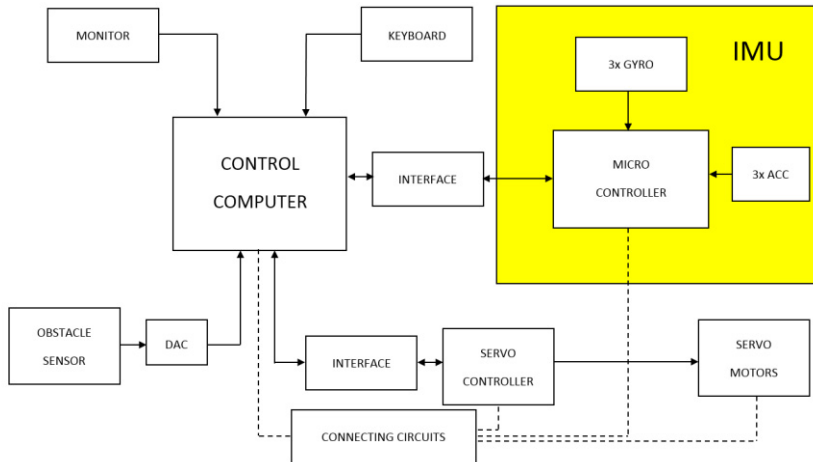 MONITOR
KEYBOARD
IMU
3x GYRO
CONTROL
COMPUTER
INTERFACE
MICRO
CONTROLLER
3x ACC
OBSTACLE
SENSOR
DAC
INTERFACE
SERVO
CONTROLLER
SERVO
MOTORS
CONNECTING CIRCUITS